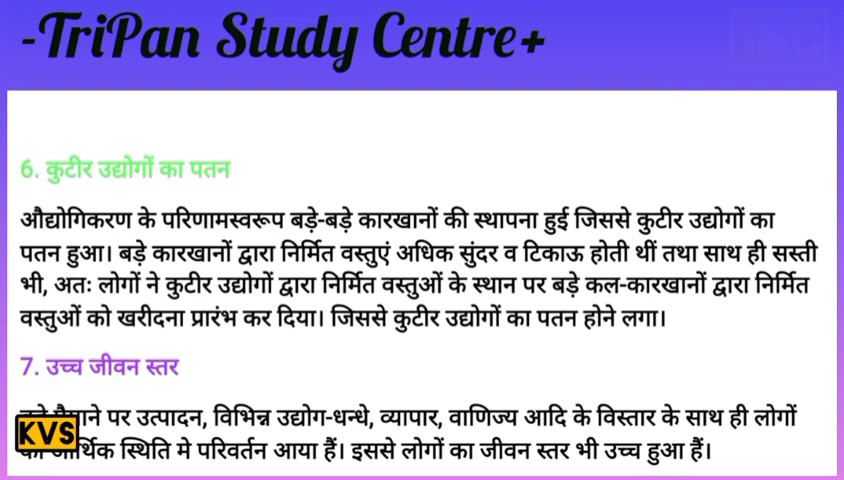 -TriPan Study Centre+
TSC
6. कुटीर उद्योगों का पतन
औद्योगिकरण के परिणामस्वरूप बड़े-बड़े कारखानों की स्थापना हुई जिससे कुटीर उद्योगों का
पतन हुआ। बड़े कारखानों द्वारा निर्मित वस्तुएं अधिक सुंदर व टिकाऊ होती थीं तथा साथ ही सस्ती
भी, अतः लोगों ने कुटीर उद्योगों द्वारा निर्मित वस्तुओं के स्थान पर बड़े कल-कारखानों द्वारा निर्मित
वस्तुओं को खरीदना प्रारंभ कर दिया। जिससे कुटीर उद्योगों का पतन होने लगा।
7. उच्च जीवन स्तर
पर उत्पादन, विभिन्न उद्योग-धन्धे, व्यापार, वाणिज्य आदि के विस्तार के साथ ही लोगों
KVS
स्थिति मे परिवर्तन आया हैं। इससे लोगों का जीवन स्तर भी उच्च हुआ हैं।